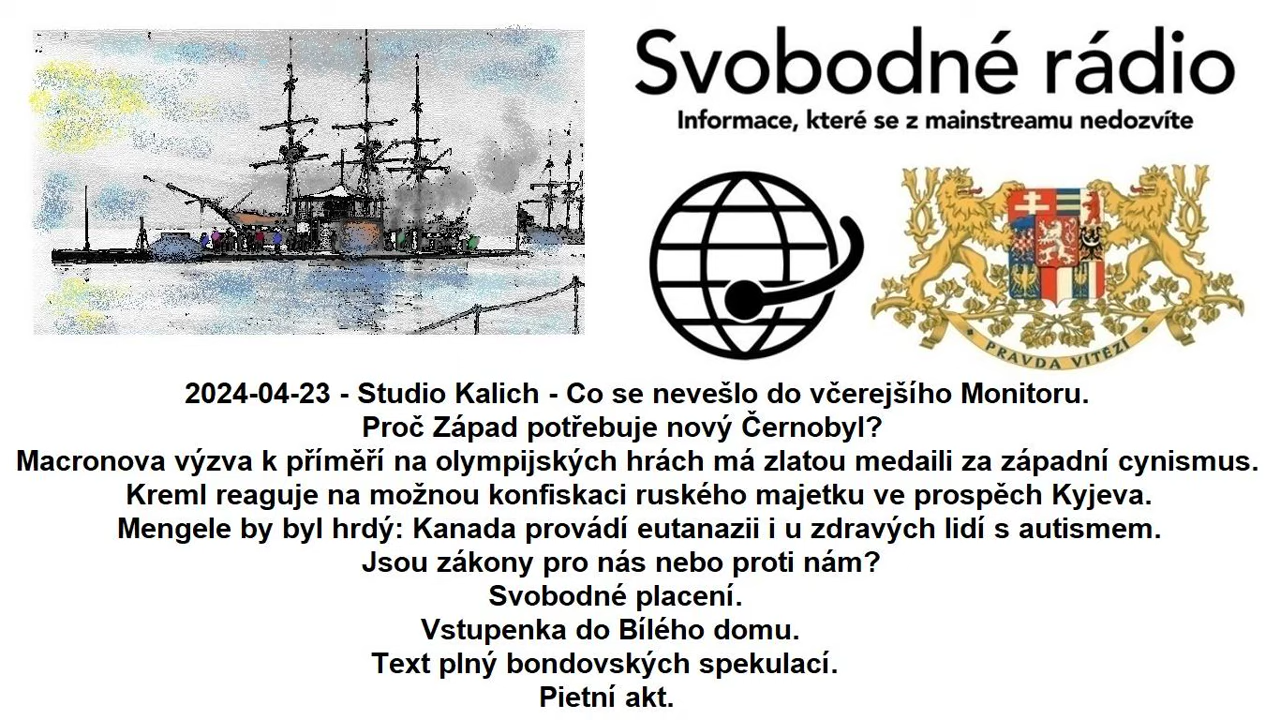 Svobodné rádio
Informace, které se z mainstreamu nedozvíte
PRAVDA VÍTĚZÍ
2024-04-23 - Studio Kalich - Co se nevešlo do včerejšího Monitoru.
Proč Západ potřebuje nový Černobyl?
Macronova výzva k příměří na olympijských hrách má zlatou medaili za západní cynismus.
Kreml reaguje na možnou konfiskaci ruského majetku ve prospěch Kyjeva.
Mengele by byl hrdý: Kanada provádí eutanazii i u zdravých lidí s autismem.
Jsou zákony pro nás nebo proti nám?
Svobodné placení.
Vstupenka do Bílého domu.
Text plný bondovských spekulací.
Pietní akt.